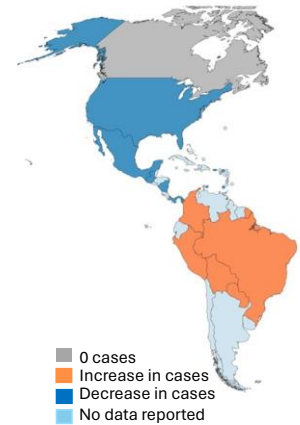 0 cases
Increase in cases
Decrease in cases
No data reported